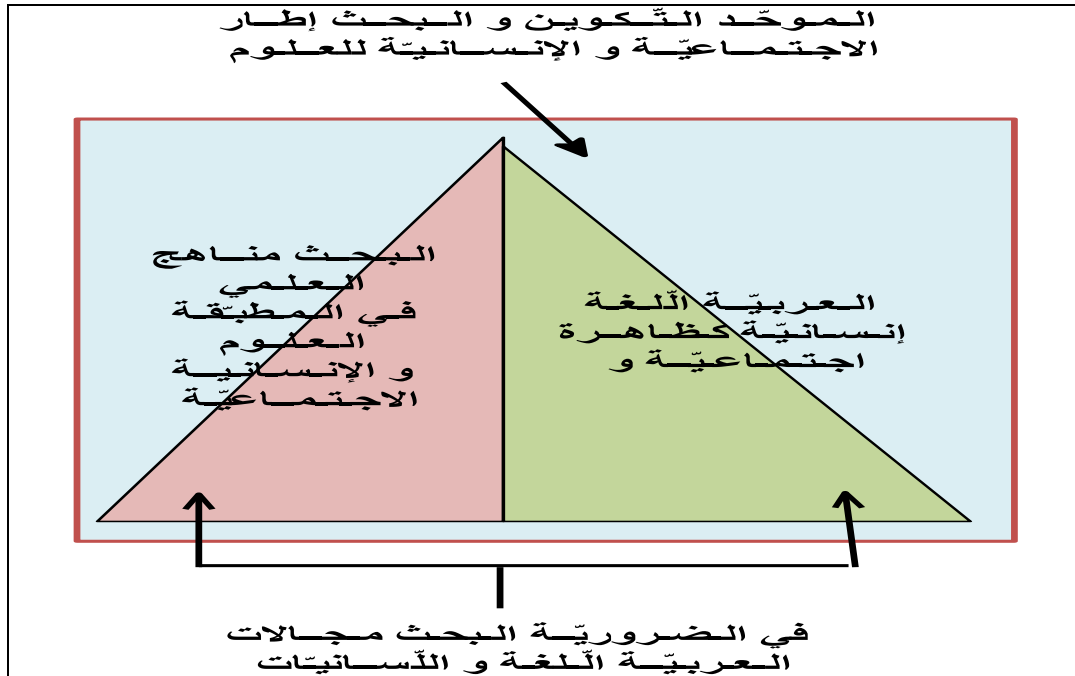 الموحّد التّكوين و البحث إطار
الاجتماعيّة و الإنسانيّة للعلوم
العربيّة الّلغة
إنسانيّة كظاهرة
اجتماعيّة و
البحث مناهج
العلمي
في المطبّقة
العلوم
و الإنسانية
الاجتماعيّة
في الضروريّة البحث مجالات
العربيّة الّلغة و اللّسانيّات